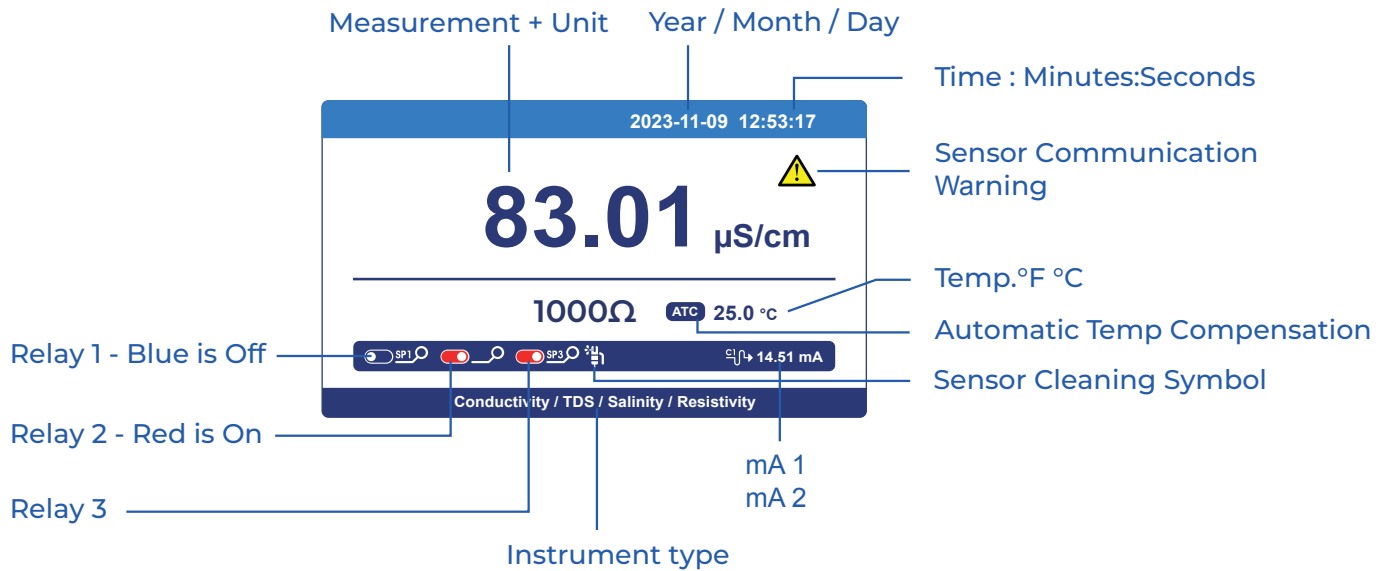 Measurement + Unit
Year / Month / Day
Time : Minutes:Seconds
2023-11-09 12:53:17
Sensor Communication
Warning
83.01 µS/cm
Temp.°F °C
1000Ω ATC 25.0 °C
Automatic Temp Compensation
Relay 1 - Blue is Off
SP1 SP3 14.51 mA
Sensor Cleaning Symbol
Conductivity / TDS / Salinity / Resistivity
Relay 2 - Red is On
mA 1
mA 2
Relay 3
Instrument type